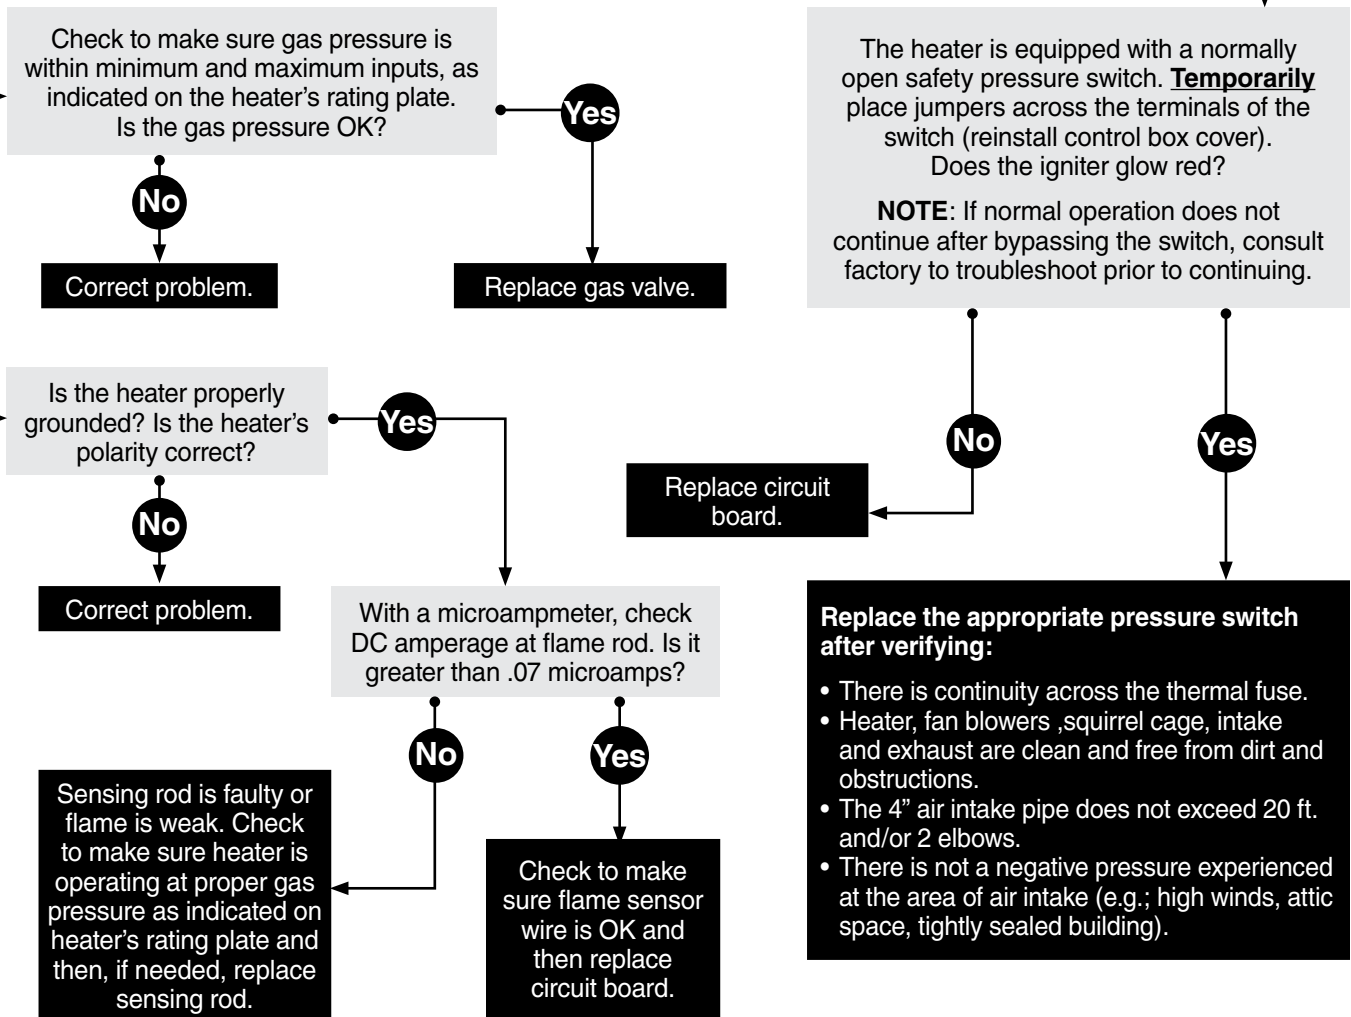 Check to make sure gas pressure is
within minimum and maximum inputs, as
indicated on the heater's rating plate.
Is the gas pressure OK?
Yes
No
Correct problem.
Replace gas valve.
The heater is equipped with a normally
open safety pressure switch. Temporarily
place jumpers across the terminals of the
switch (reinstall control box cover).
Does the igniter glow red?
NOTE: If normal operation does not
continue after bypassing the switch, consult
factory to troubleshoot prior to continuing.
No
Yes
Replace circuit
board.
Is the heater properly
grounded? Is the heater's
polarity correct?
Yes
No
Correct problem.
With a microampmeter, check
DC amperage at flame rod. Is it
greater than .07 microamps?
No
Yes
Sensing rod is faulty or
flame is weak. Check
to make sure heater is
operating at proper gas
pressure as indicated on
heater's rating plate and
then, if needed, replace
sensing rod.
Check to make
sure flame sensor
wire is OK and
then replace
circuit board.
Replace the appropriate pressure switch
after verifying:
• There is continuity across the thermal fuse.
• Heater, fan blowers ,squirrel cage, intake
and exhaust are clean and free from dirt and
obstructions.
• The 4” air intake pipe does not exceed 20 ft.
and/or 2 elbows.
• There is not a negative pressure experienced
at the area of air intake (e.g.; high winds, attic
space, tightly sealed building).